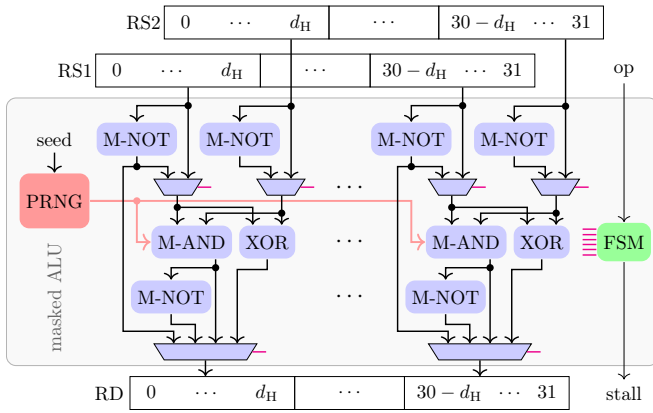 RS2 0 ⋯ d_H ⋯ 30 − d_H ⋯ 31
RS1 0 ⋯ d_H ⋯ 30 − d_H ⋯ 31
op
M-NOT M-NOT M-NOT M-NOT
seed
PRNG
⋯
M-AND XOR ⋯ M-AND XOR FSM
M-NOT ⋯ M-NOT
masked ALU
RD 0 ⋯ d_H ⋯ 30 − d_H ⋯ 31
stall